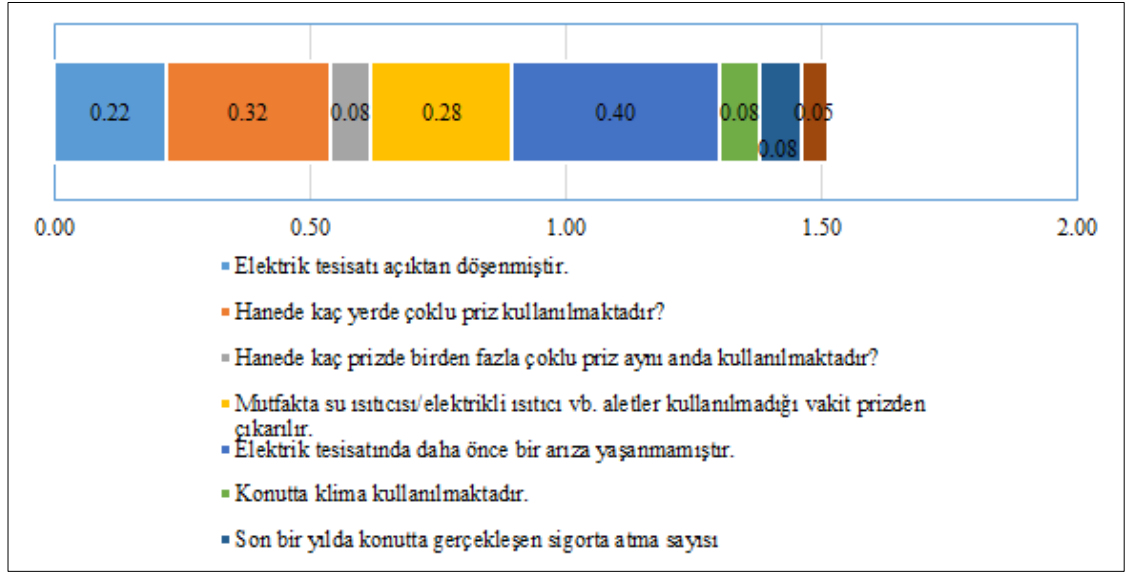 0.22 0.32 0.08 0.28 0.40 0.08 0.08 0.05
0.00 0.50 1.00 1.50 2.00
Elektrik tesisatı açıktan döşenmiştir.
Hanede kaç yerde çoklu priz kullanılmaktadır?
Hanede kaç prizde birden fazla çoklu priz aynı anda kullanılmaktadır?
Mutfakta su ısıtıcısı/elektrikli ısıtıcı vb. aletler kullanılmadığı vakit prizden
çıkarılır.
Elektrik tesisatında daha önce bir arıza yaşanmamıştır.
Konutta klima kullanılmaktadır.
Son bir yılda konutta gerçekleşen sigorta atma sayısı